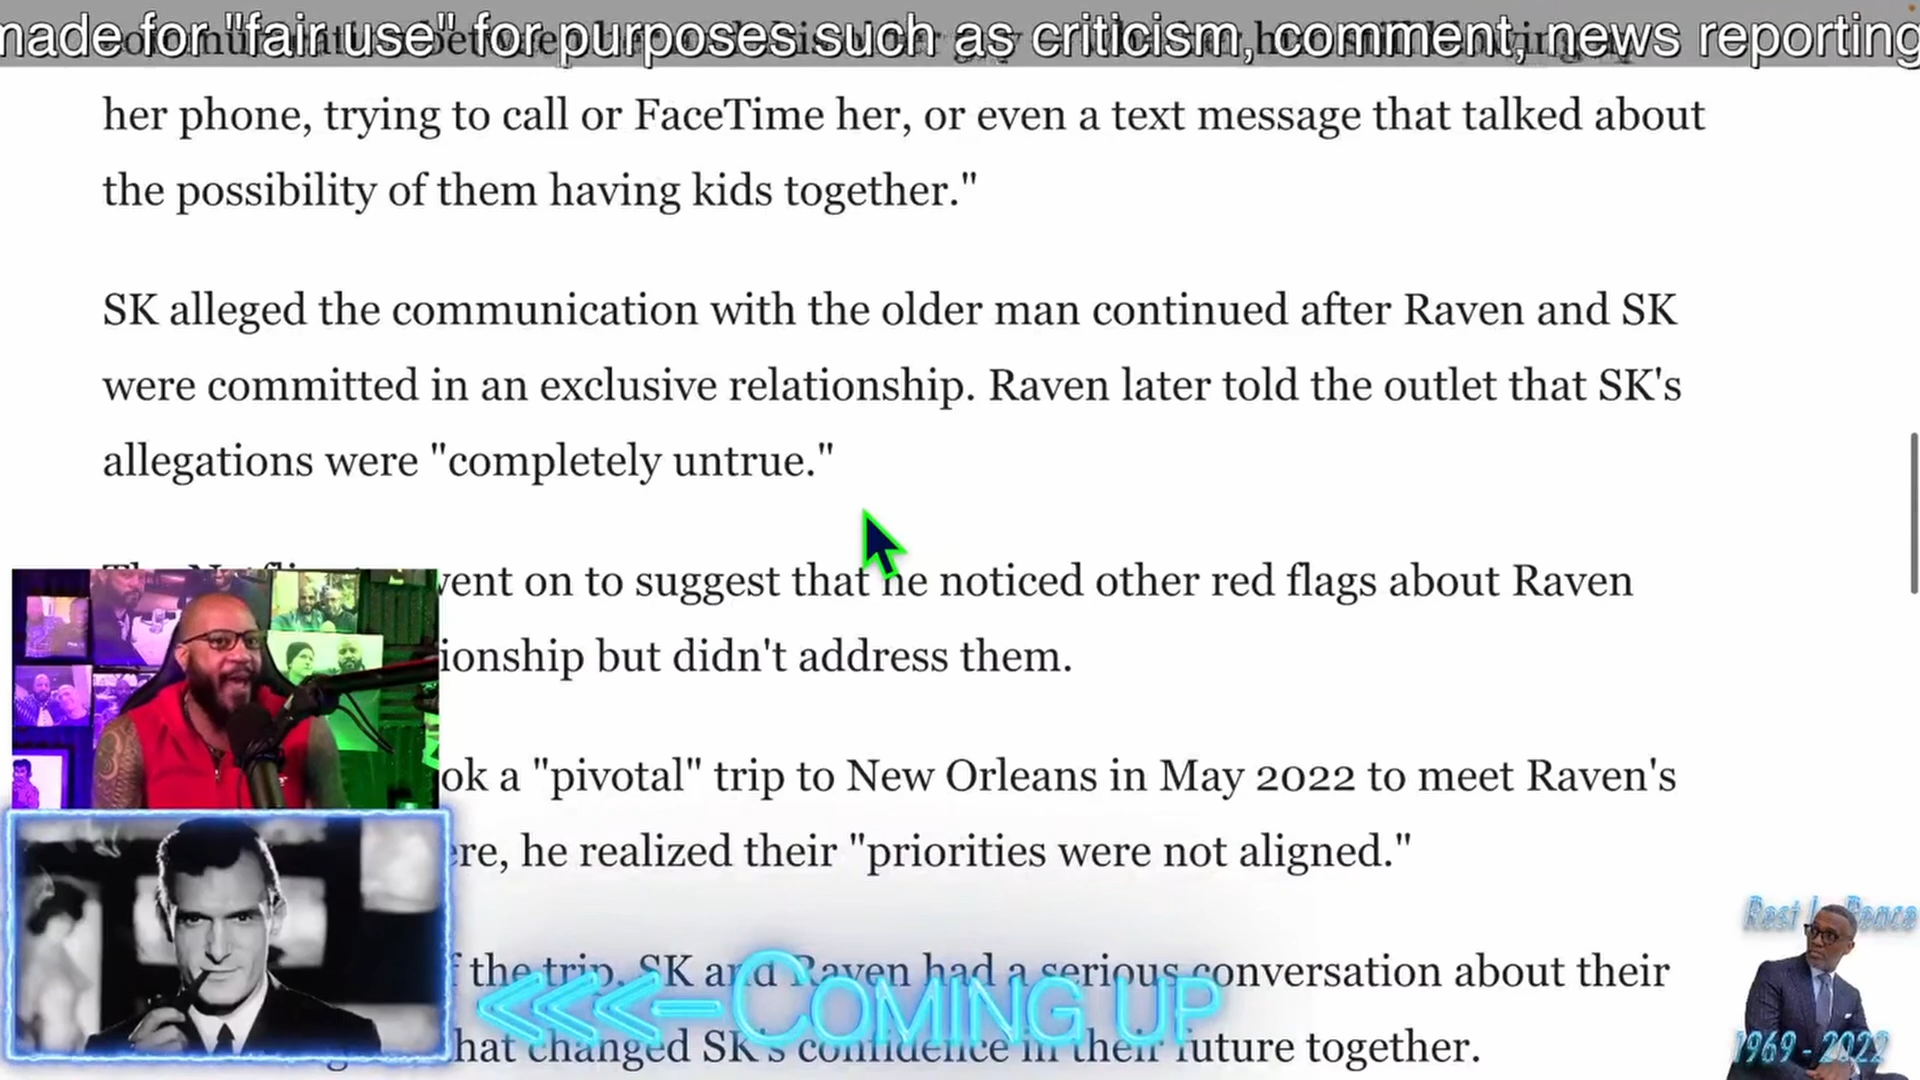 made for "fair use" for purposes such as criticism, comment, news reporting
her phone, trying to call or FaceTime her, or even a text message that talked about
the possibility of them having kids together."
SK alleged the communication with the older man continued after Raven and SK
were committed in an exclusive relationship. Raven later told the outlet that SK's
allegations were "completely untrue."
went on to suggest that he noticed other red flags about Raven
but didn't address them.
a "pivotal" trip to New Orleans in May 2022 to meet Raven's
he realized their "priorities were not aligned."
the trip, SK and Raven had a serious conversation about their
<<<-Coming up
changed SK's confidence in their future together.
Rest In Peace
1969 - 2022